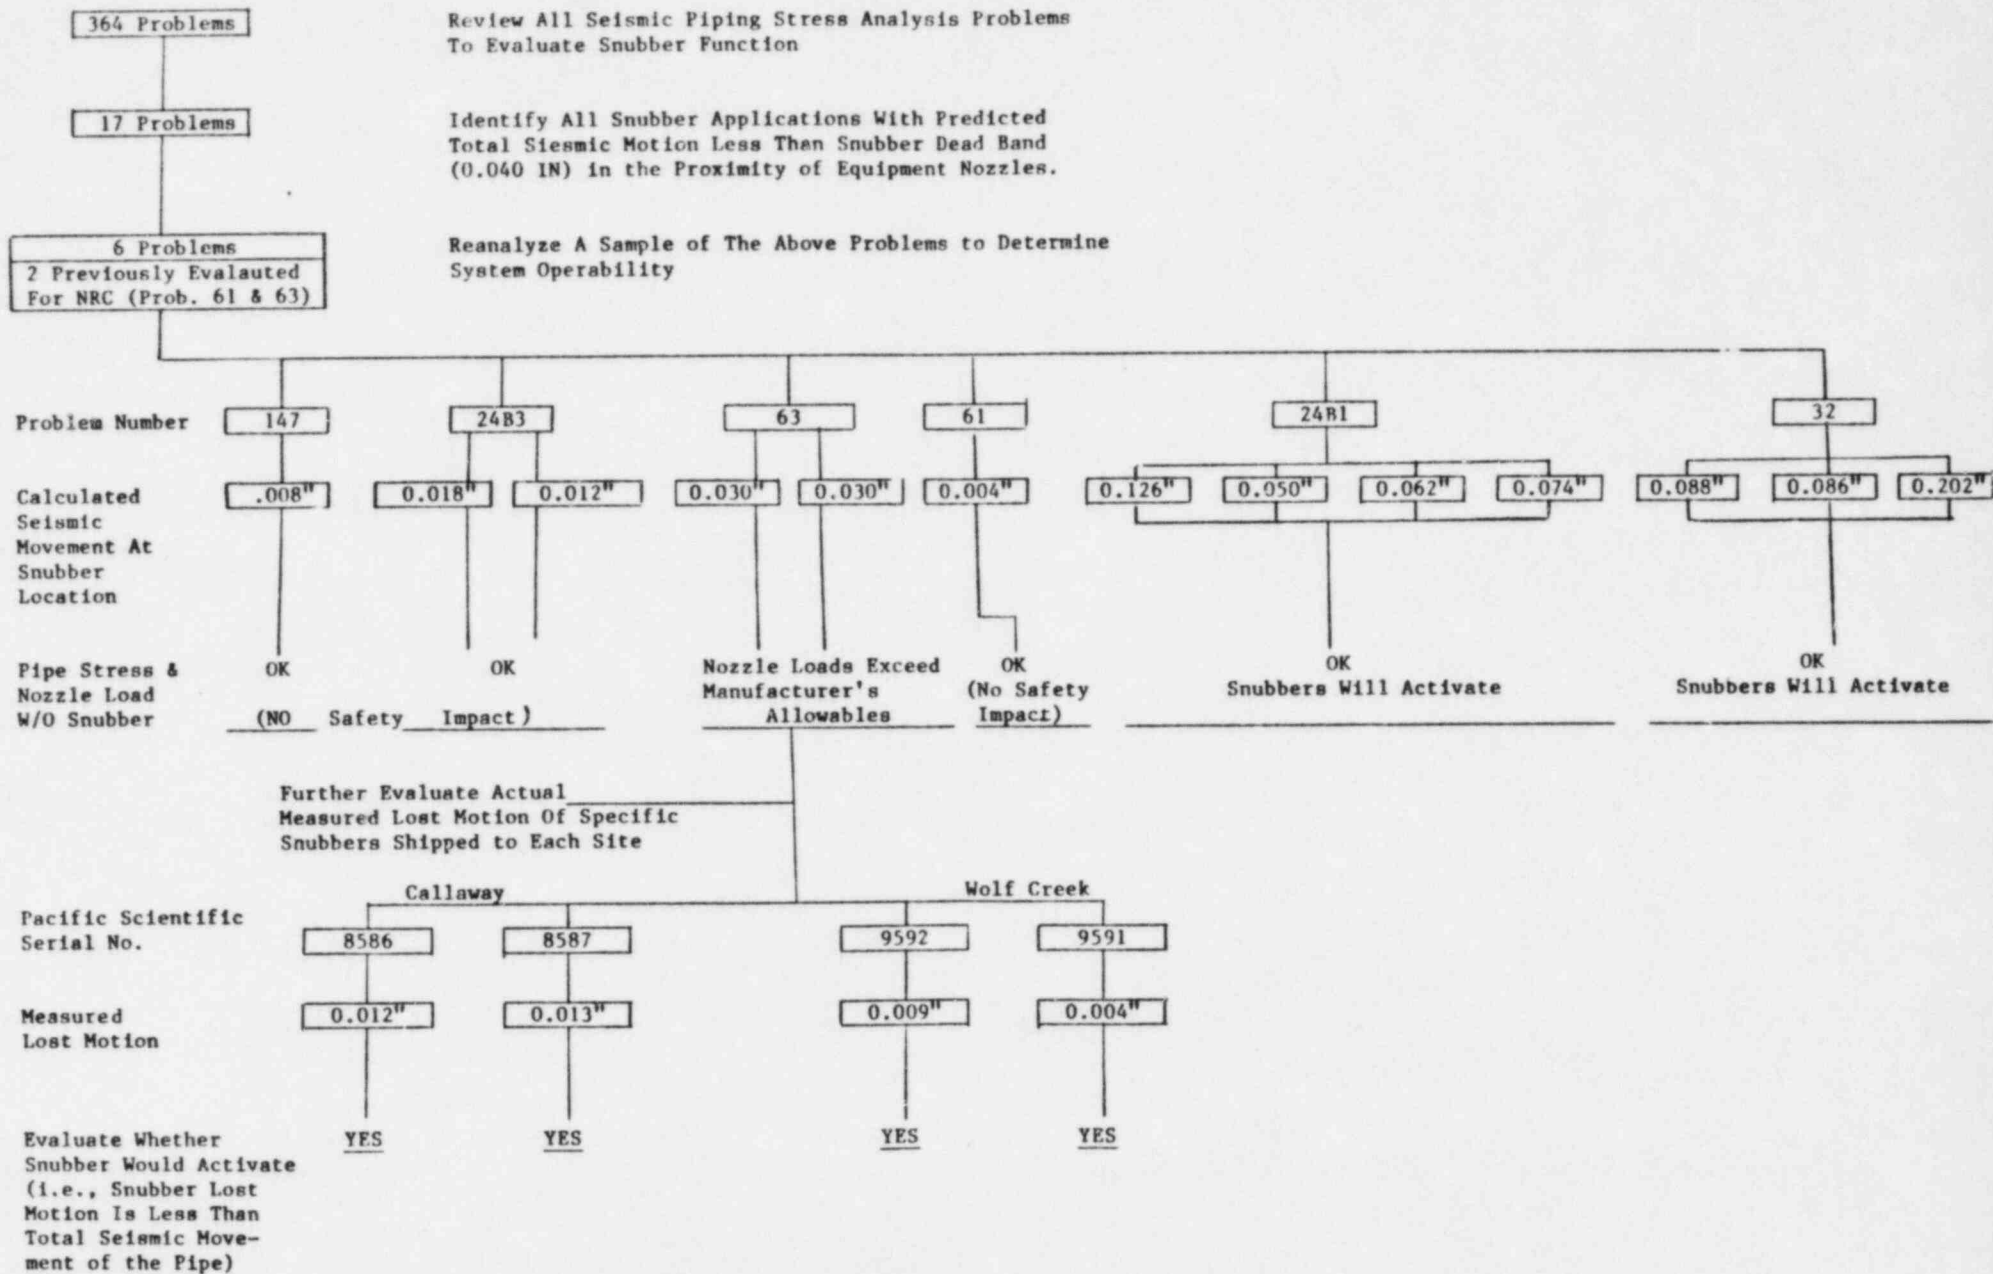 364 Problems
Review All Seismic Piping Stress Analysis Problems
To Evaluate Snubber Function
17 Problems
Identify All Snubber Applications With Predicted
Total Siesmic Motion Less Than Snubber Dead Band
(0.040 IN) in the Proximity of Equipment Nozzles.
6 Problems
2 Previously Evalauted
For NRC (Prob. 61 & 63)
Reanalyze A Sample of The Above Problems to Determine
System Operability
Problem Number
147
24B3
63
61
24B1
32
Calculated
Seismic
Movement At
Snubber
Location
.008"
0.018"
0.012"
0.030"
0.030"
0.004"
0.126"
0.050"
0.062"
0.074"
0.088"
0.086"
0.202"
Pipe Stress &
Nozzle Load
W/O Snubber
OK
OK
(NO Safety Impact)
Nozzle Loads Exceed
Manufacturer's
Allowables
OK
(No Safety
Impact)
OK
Snubbers Will Activate
OK
Snubbers Will Activate
Further Evaluate Actual
Measured Lost Motion Of Specific
Snubbers Shipped to Each Site
Callaway
Wolf Creek
Pacific Scientific
Serial No.
8586
8587
9592
9591
Measured
Lost Motion
0.012"
0.013"
0.009"
0.004"
Evaluate Whether
Snubber Would Activate
(i.e., Snubber Lost
Motion Is Less Than
Total Seismic Move-
ment of the Pipe)
YES
YES
YES
YES